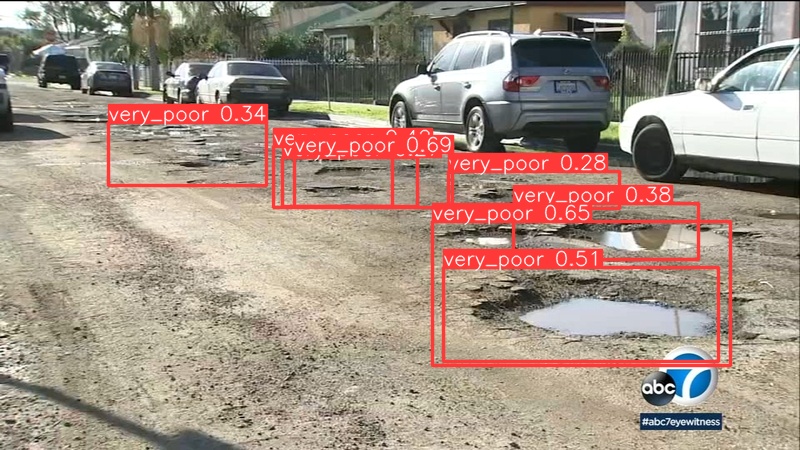 very_poor 0.34
very_poor 0.69
very_poor 0.28
very_poor 0.38
very_poor 0.65
very_poor 0.51
abc 7
#abc7eyewitness